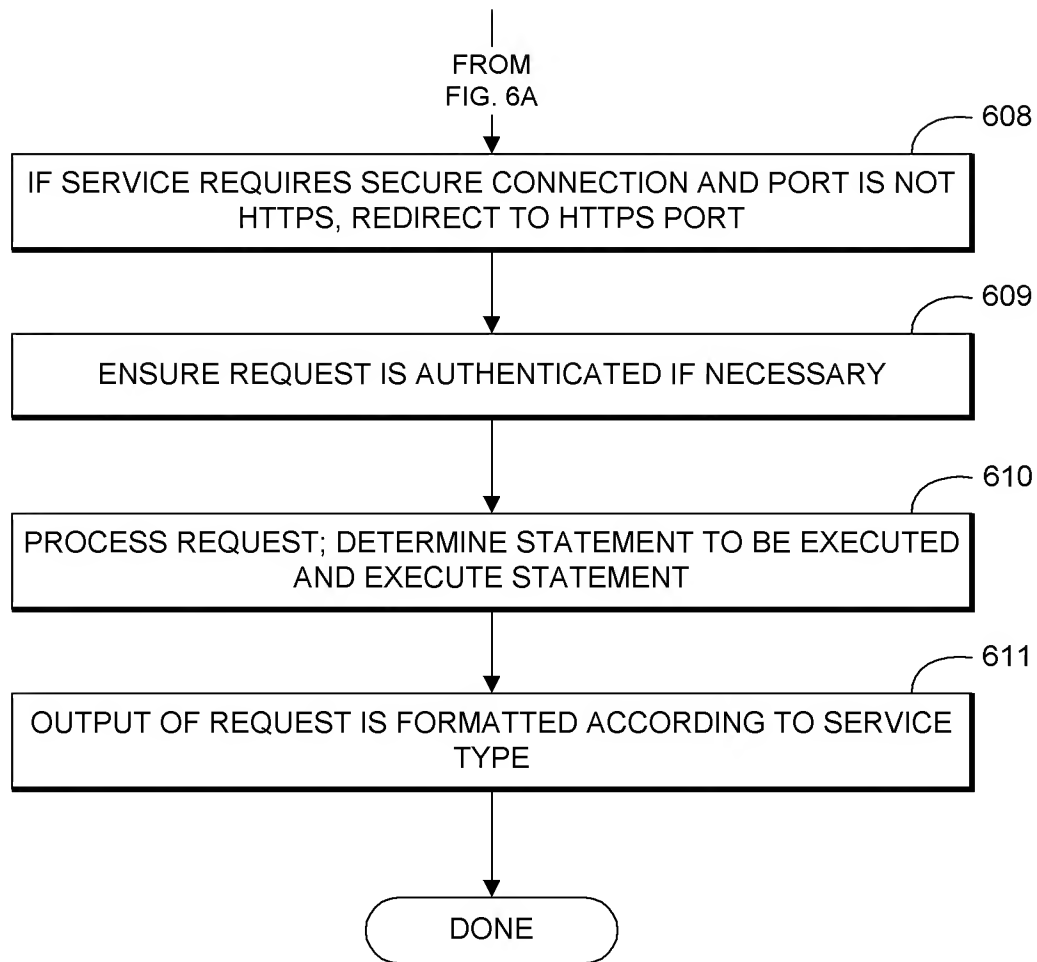 FROM
FIG. 6A
608
IF SERVICE REQUIRES SECURE CONNECTION AND PORT IS NOT
HTTPS, REDIRECT TO HTTPS PORT
609
ENSURE REQUEST IS AUTHENTICATED IF NECESSARY
610
PROCESS REQUEST; DETERMINE STATEMENT TO BE EXECUTED
AND EXECUTE STATEMENT
611
OUTPUT OF REQUEST IS FORMATTED ACCORDING TO SERVICE
TYPE
DONE